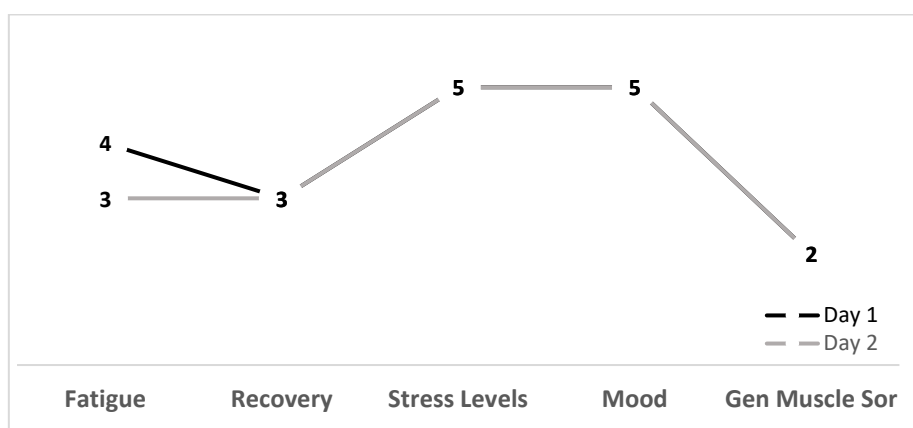 5 5
4
3 3
2
Day 1
Day 2
Fatigue Recovery Stress Levels Mood Gen Muscle Sor